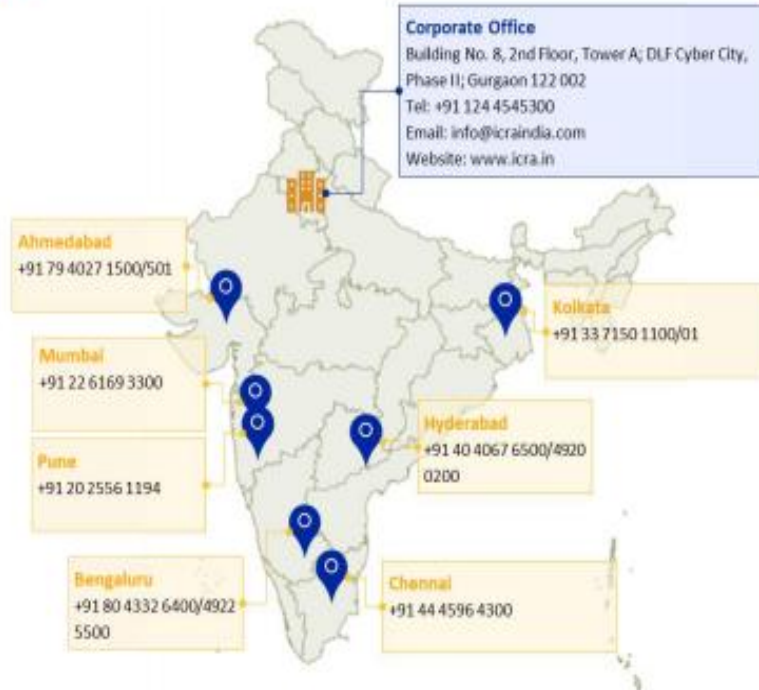 Corporate Office
Building No. 8, 2nd Floor, Tower A; DLF Cyber City,
Phase II; Gurgaon 122 002
Tel: +91 124 4545300
Email: info@icraindia.com
Website: www.icra.in
Ahmedabad
+91 79 4027 1500/501
Kolkata
+91 33 7150 1100/01
Mumbai
+91 22 6169 3300
Hyderabad
+91 40 4067 6500/4920
0200
Pune
+91 20 2556 1194
Bengaluru
+91 80 4332 6400/4922
5500
Chennai
+91 44 4596 4300